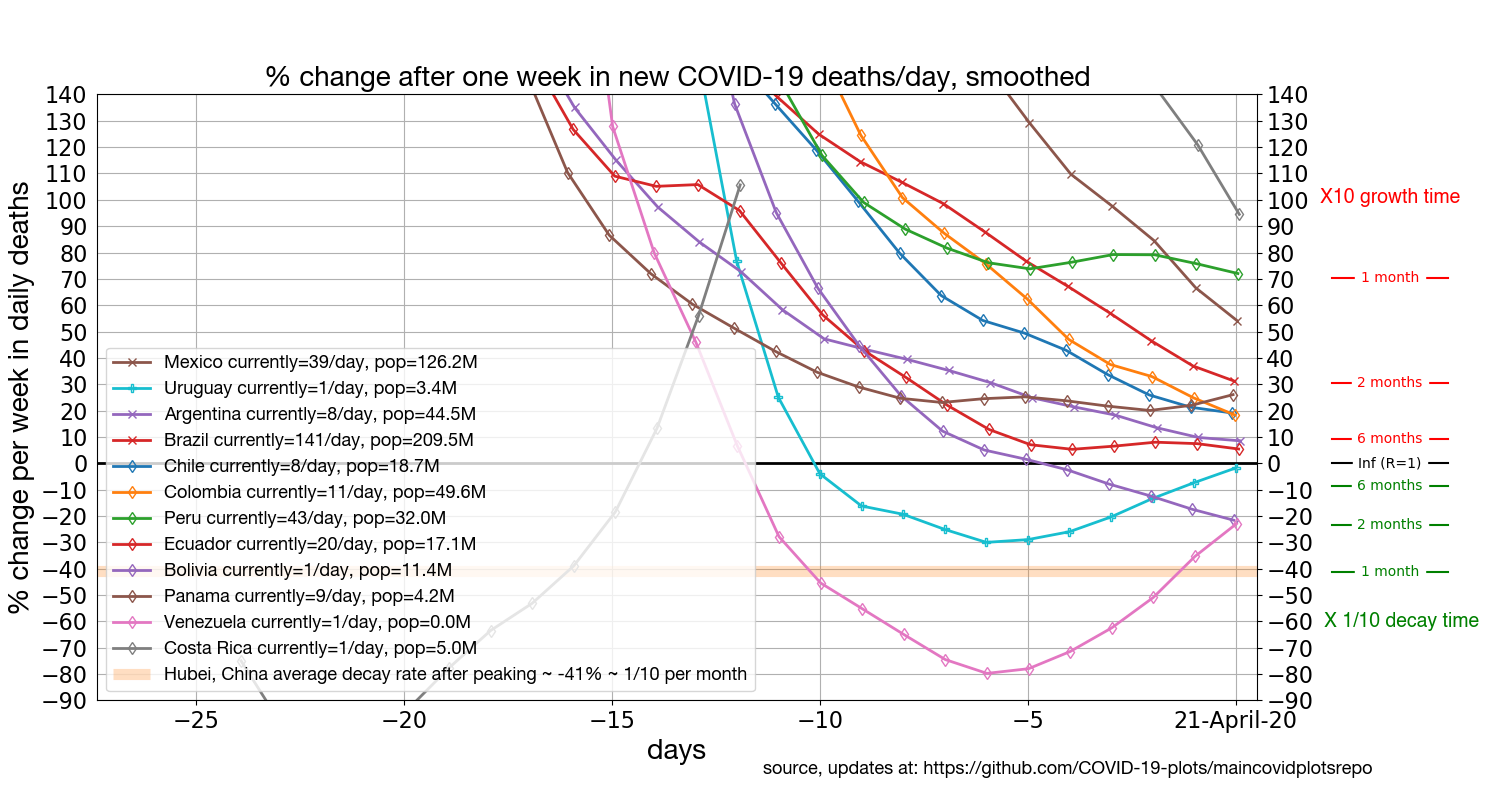 % change after one week in new COVID-19 deaths/day, smoothed
% change per week in daily deaths
140
130
120
110
100
90
80
70
60
50
40
30
20
10
0
−10
−20
−30
−40
−50
−60
−70
−80
−90
Mexico currently=39/day, pop=126.2M
Uruguay currently=1/day, pop=3.4M
Argentina currently=8/day, pop=44.5M
Brazil currently=141/day, pop=209.5M
Chile currently=8/day, pop=18.7M
Colombia currently=11/day, pop=49.6M
Peru currently=43/day, pop=32.0M
Ecuador currently=20/day, pop=17.1M
Bolivia currently=1/day, pop=11.4M
Panama currently=9/day, pop=4.2M
Venezuela currently=1/day, pop=0.0M
Costa Rica currently=1/day, pop=5.0M
Hubei, China average decay rate after peaking ~ -41% ~ 1/10 per month
140
130
120
110
100
90
80
70
60
50
40
30
20
10
0
−10
−20
−30
−40
−50
−60
−70
−80
−90
X10 growth time
1 month
2 months
6 months
Inf (R=1)
6 months
2 months
1 month
X 1/10 decay time
−25 −20 −15 −10 −5 21-April-20
days
source, updates at: https://github.com/COVID-19-plots/maincovidplotsrepo